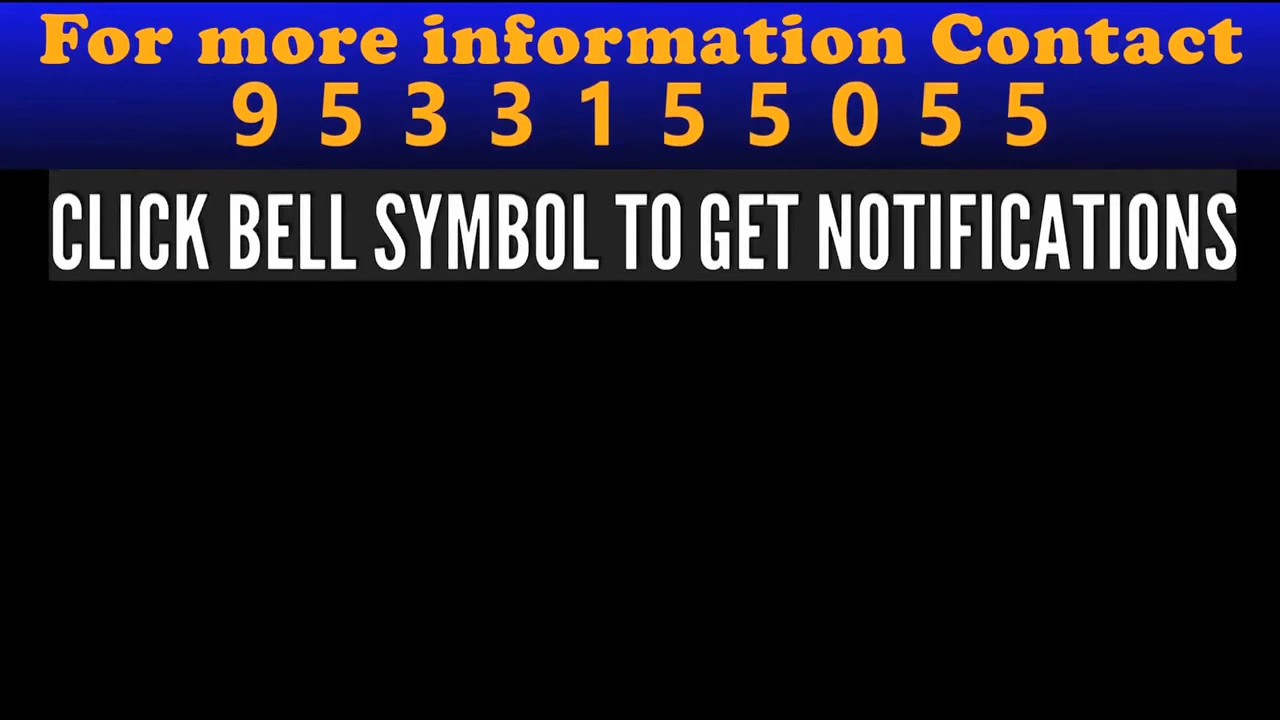 For more information Contact
9 5 3 3 1 5 5 0 5 5
CLICK BELL SYMBOL TO GET NOTIFICATIONS